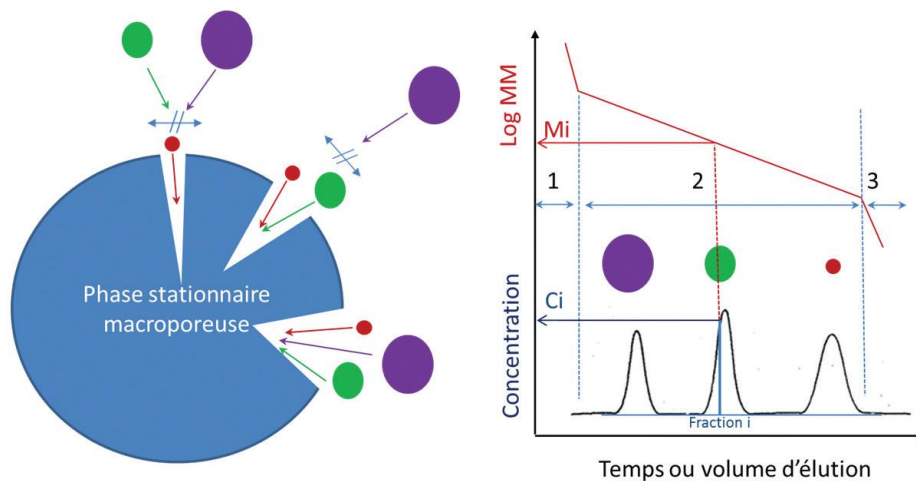 Phase stationnaire
macroporeuse
Log MM
Mi
1
2
3
Concentration
Ci
Fraction i
Temps ou volume d'élution